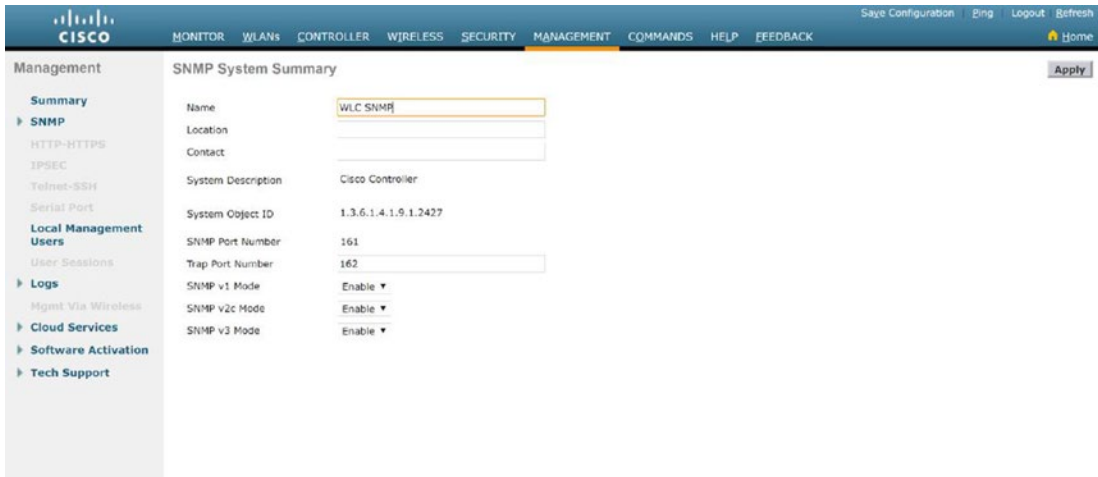 Save Configuration Ping Logout Refresh
CISCO
MONITOR WLANs CONTROLLER WIRELESS SECURITY MANAGEMENT COMMANDS HELP FEEDBACK
Home
Management
Summary
SNMP
HTTP-HTTPS
IPSEC
Telnet-SSH
Serial Port
Local Management
Users
User Sessions
Logs
Mgmt Via Wireless
Cloud Services
Software Activation
Tech Support
SNMP System Summary
Apply
Name WLC SNMP
Location
Contact
System Description Cisco Controller
System Object ID 1.3.6.1.4.1.9.1.2427
SNMP Port Number 161
Trap Port Number 162
SNMP v1 Mode Enable
SNMP v2c Mode Enable
SNMP v3 Mode Enable